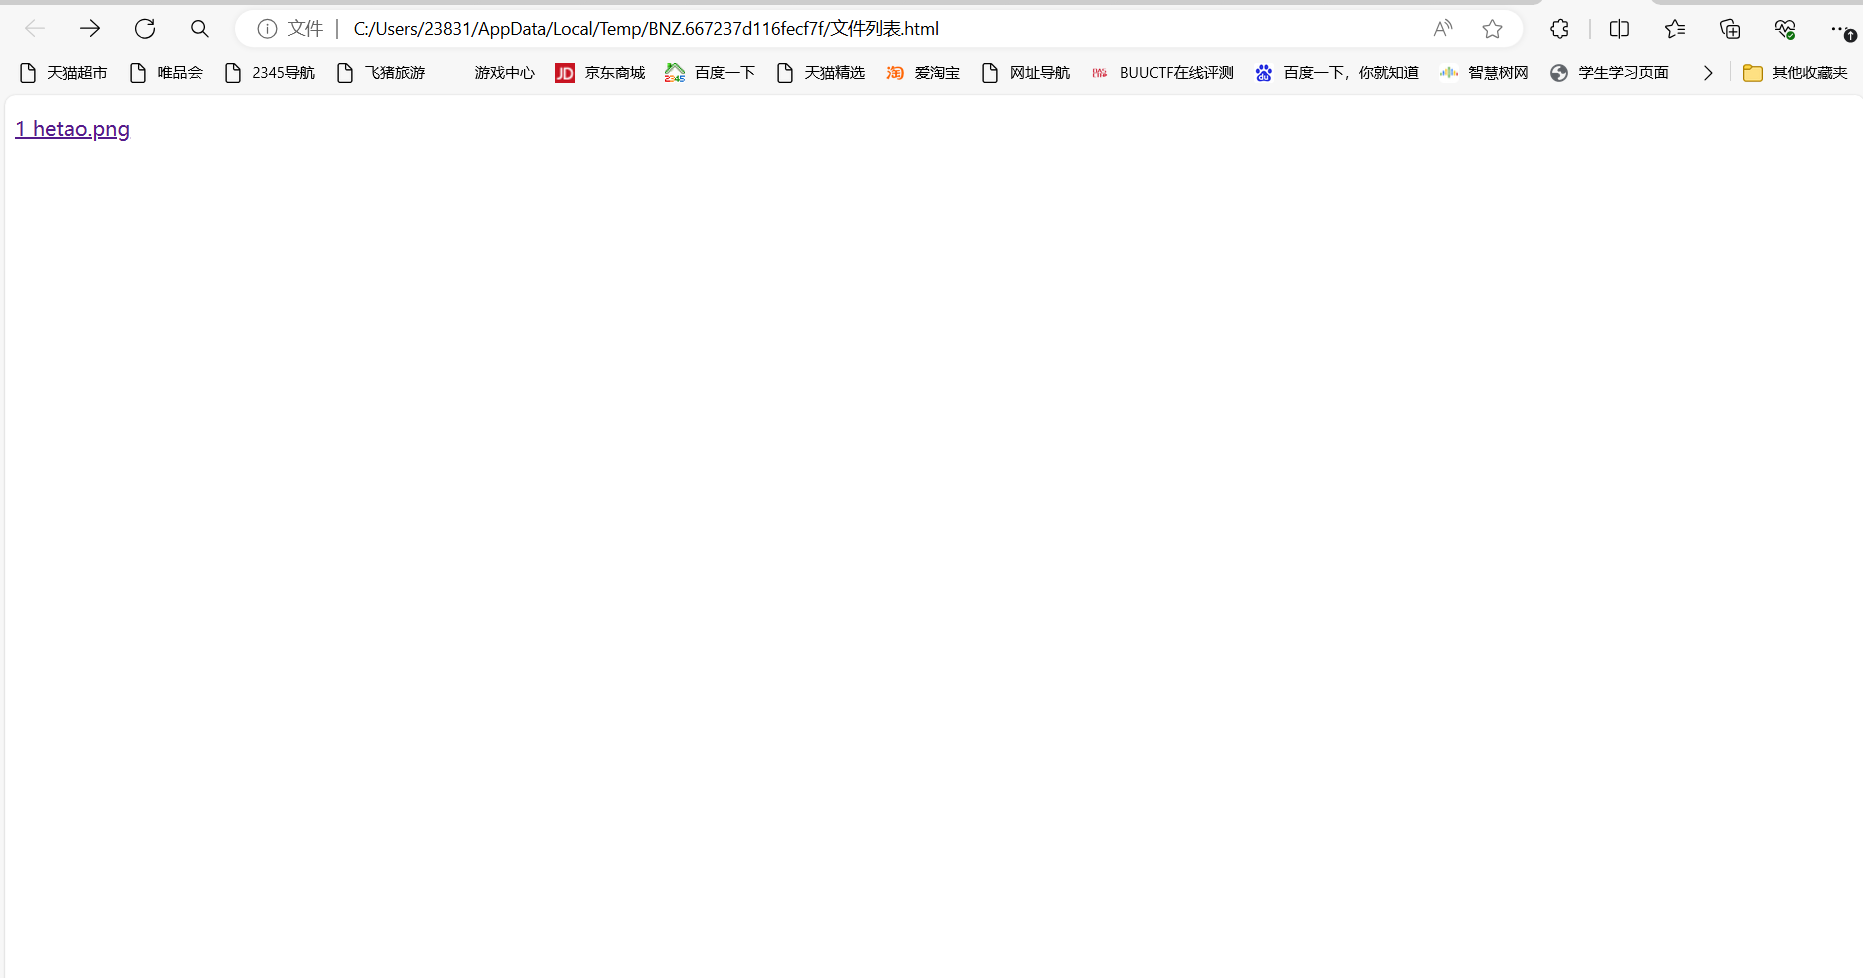 文件 C:/Users/23831/AppData/Local/Temp/BNZ.667237d116fecf7f/文件列表.html
天猫超市 唯品会 2345导航 飞猪旅游 游戏中心 JD 京东商城 2345 百度一下 天猫精选 淘 爱淘宝 网址导航 BUUCTF在线评测 du 百度一下，你就知道 智慧树网 学生学习页面 其他收藏夹
1 hetao.png